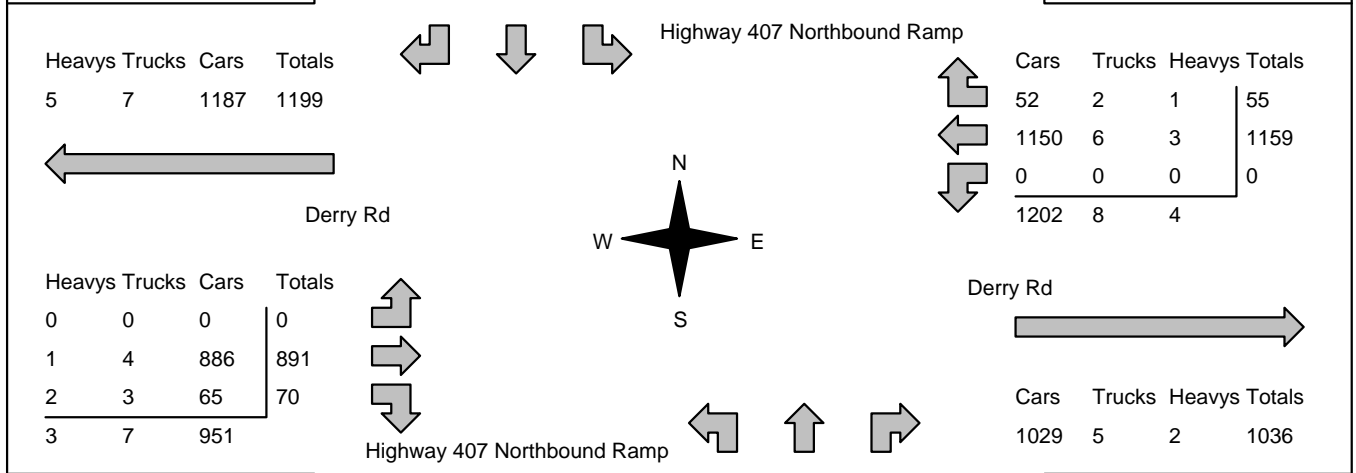 Highway 407 Northbound Ramp
Heavys Trucks Cars Totals
5 7 1187 1199
Cars Trucks Heavys Totals
52 2 1 55
1150 6 3 1159
0 0 0 0
1202 8 4
Derry Rd
N
W E
S
Heavys Trucks Cars Totals
0 0 0 0
1 4 886 891
2 3 65 70
3 7 951
Derry Rd
Cars Trucks Heavys Totals
1029 5 2 1036
Highway 407 Northbound Ramp